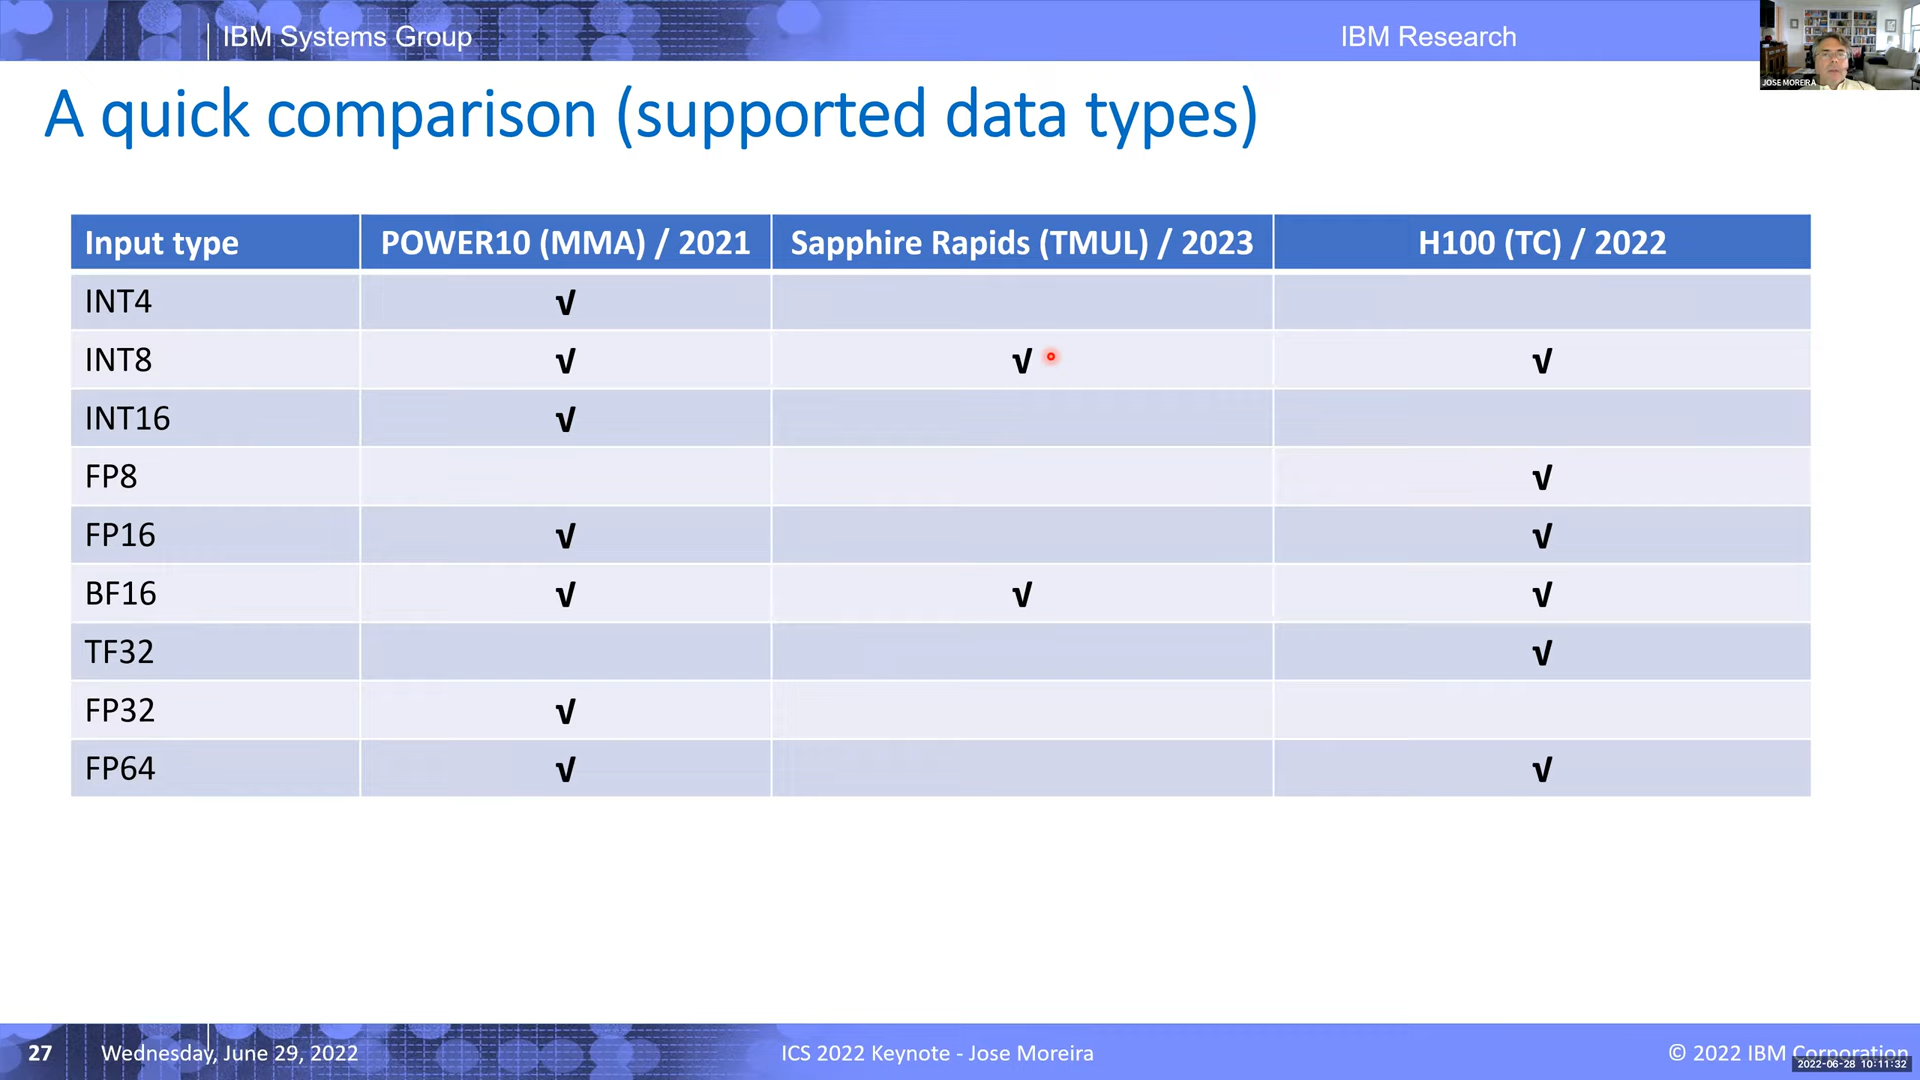 IBM Systems Group
IBM Research
JOSE MOREIRA
A quick comparison (supported data types)
Input type POWER10 (MMA) / 2021 Sapphire Rapids (TMUL) / 2023 H100 (TC) / 2022
INT4 √
INT8 √ √ √
INT16 √
FP8 √
FP16 √ √
BF16 √ √ √
TF32 √
FP32 √
FP64 √ √
27 Wednesday, June 29, 2022 ICS 2022 Keynote - Jose Moreira © 2022 IBM Corporation
2022-06-28 10:11:32